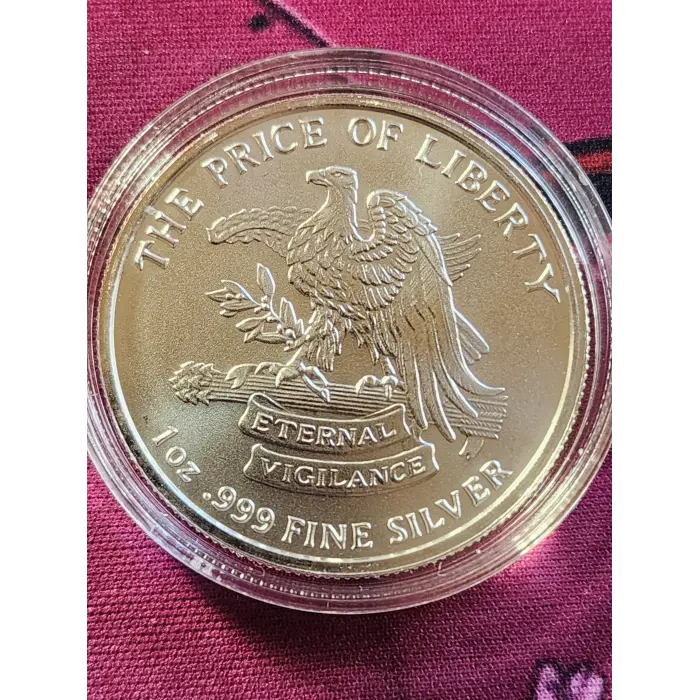 THE PRICE OF LIBERTY
ETERNAL
VIGILANCE
1 oz .999 FINE SILVER